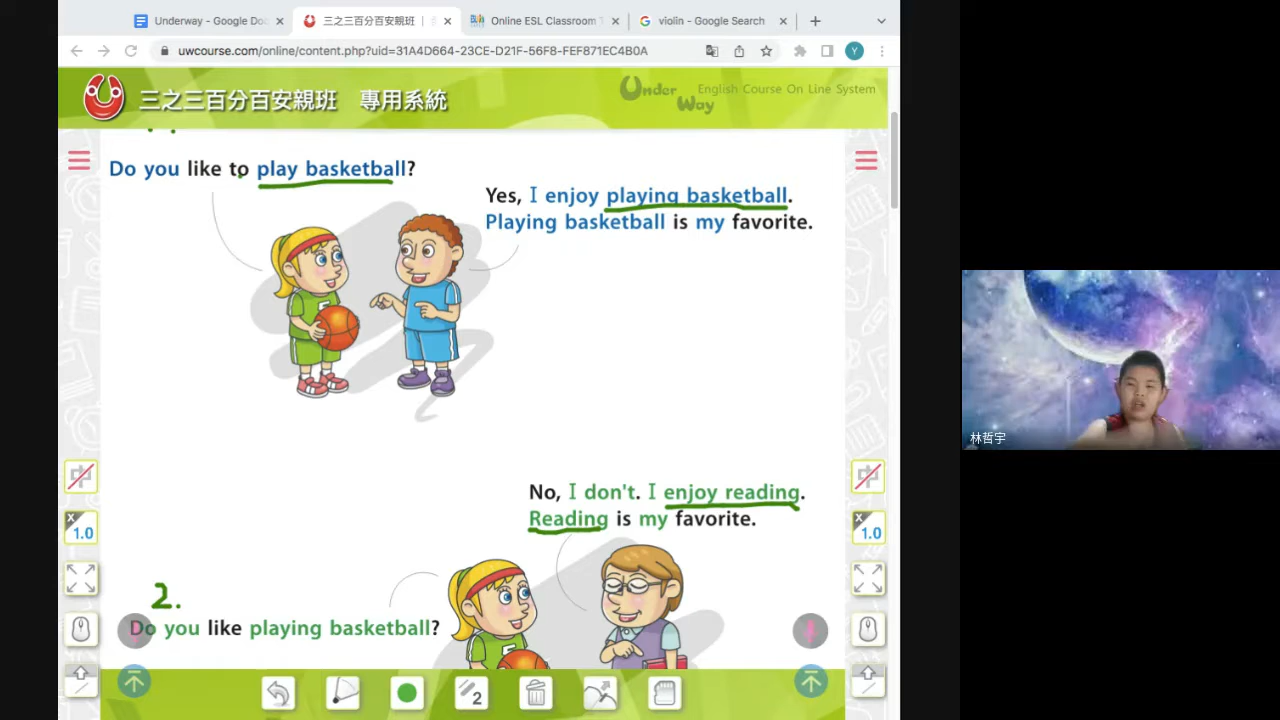 Underway - Google Doc
三之三百分百安親班
Online ESL Classroom T
violin - Google Search
uwcourse.com/online/content.php?uid=31A4D664-23CE-D21F-56F8-FEF871EC4B0A
Y
三之三百分百安親班 專用系統
Under Way English Course On Line System
Do you like to play basketball?
Yes, I enjoy playing basketball.
Playing basketball is my favorite.
No, I don't. I enjoy reading.
Reading is my favorite.
2.
Do you like playing basketball?
中
X 1.0
中
X 1.0
2
林哲宇